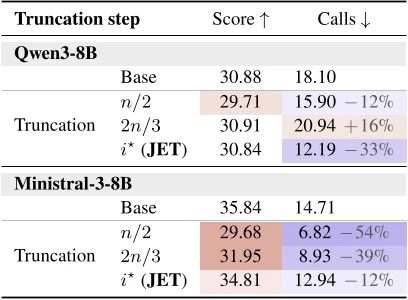 Truncation step Score ↑ Calls ↓
Qwen3-8B
Base 30.88 18.10
n/2 29.71 15.90 −12%
Truncation 2n/3 30.91 20.94 +16%
i* (JET) 30.84 12.19 −33%
Ministral-3-8B
Base 35.84 14.71
n/2 29.68 6.82 −54%
Truncation 2n/3 31.95 8.93 −39%
i* (JET) 34.81 12.94 −12%